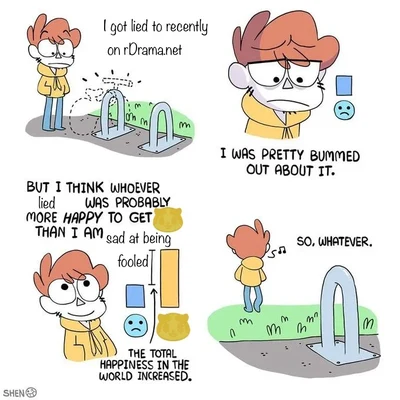 I got lied to recently
on rDrama.net
I WAS PRETTY BUMMED
OUT ABOUT IT.
BUT I THINK WHOEVER
lied WAS PROBABLY
MORE HAPPY TO GET
THAN I AM sad at being
fooled
THE TOTAL
HAPPINESS IN THE
WORLD INCREASED.
SO, WHATEVER.
SHEN